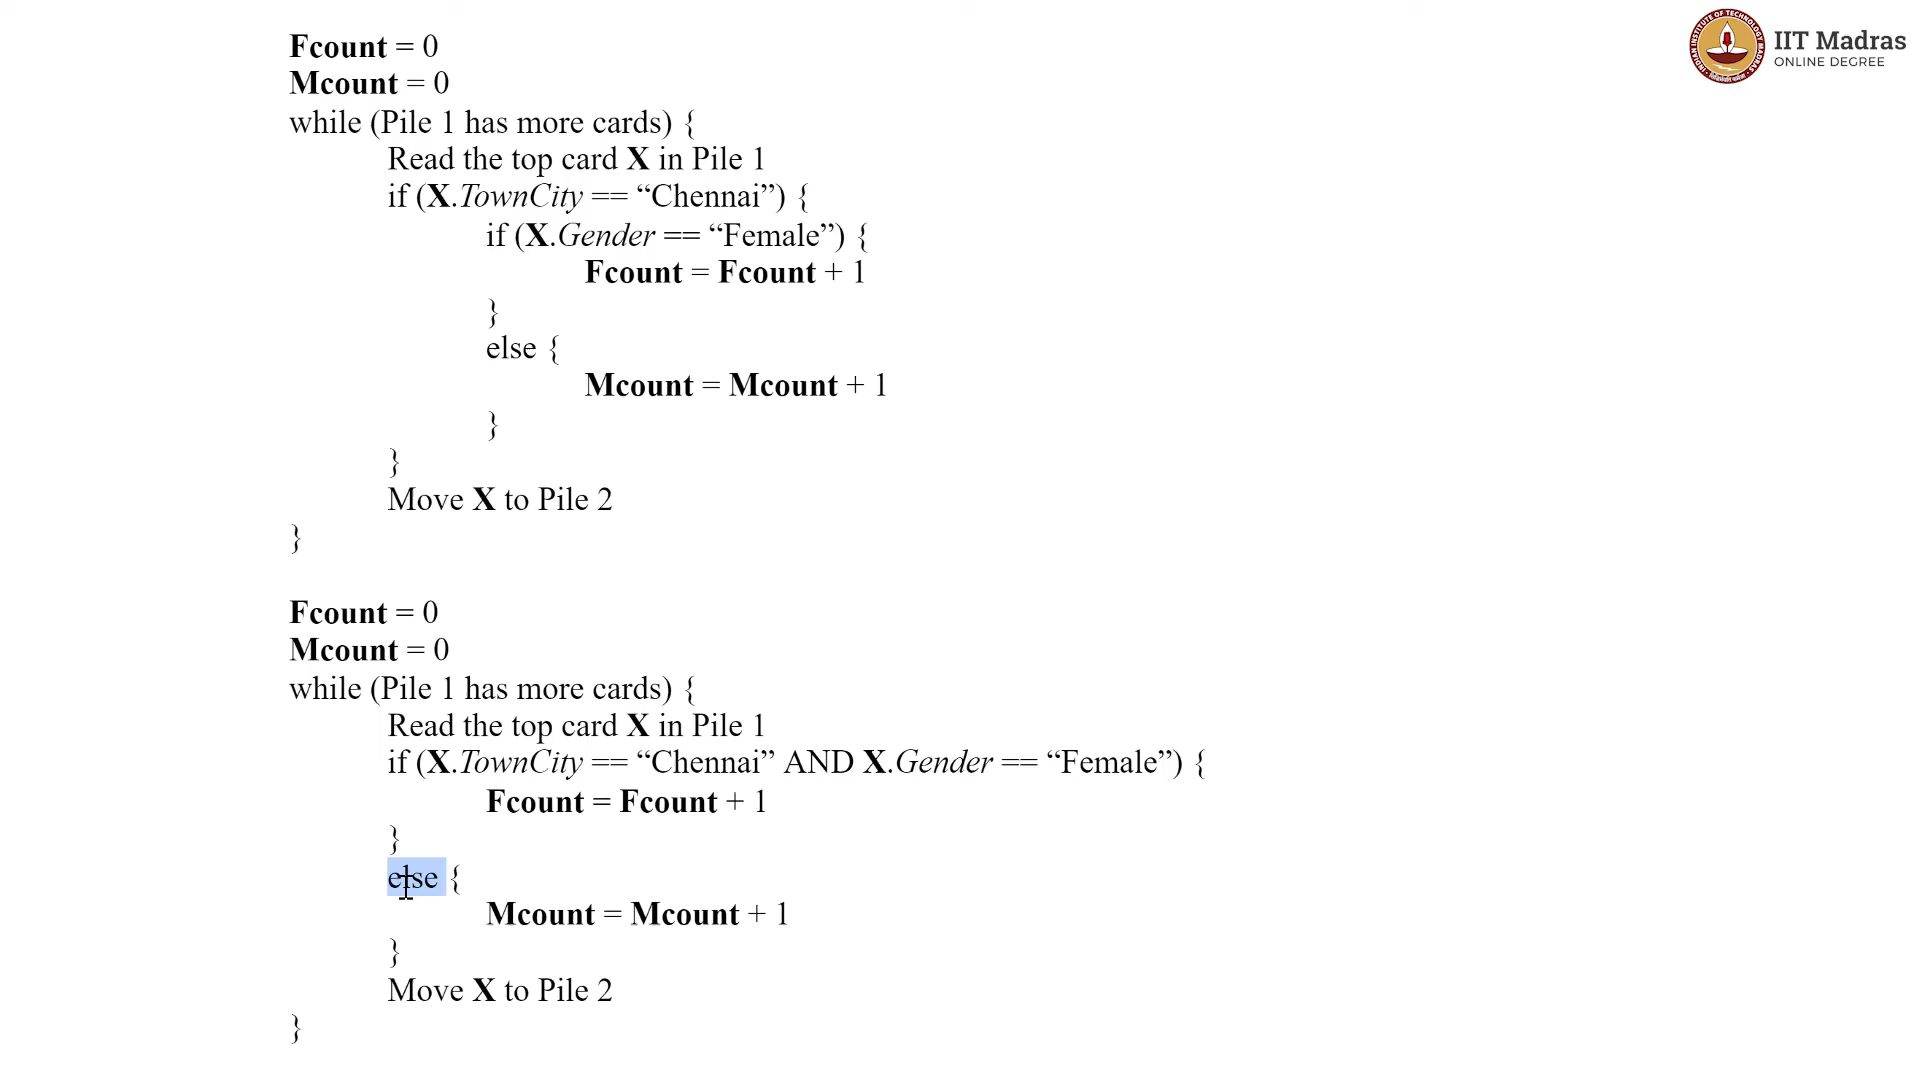 IIT Madras
ONLINE DEGREE
Fcount = 0
Mcount = 0
while (Pile 1 has more cards) {
Read the top card X in Pile 1
if (X.TownCity == “Chennai”) {
if (X.Gender == “Female”) {
Fcount = Fcount + 1
}
else {
Mcount = Mcount + 1
}
}
Move X to Pile 2
}
Fcount = 0
Mcount = 0
while (Pile 1 has more cards) {
Read the top card X in Pile 1
if (X.TownCity == “Chennai” AND X.Gender == “Female”) {
Fcount = Fcount + 1
}
else {
Mcount = Mcount + 1
}
Move X to Pile 2
}